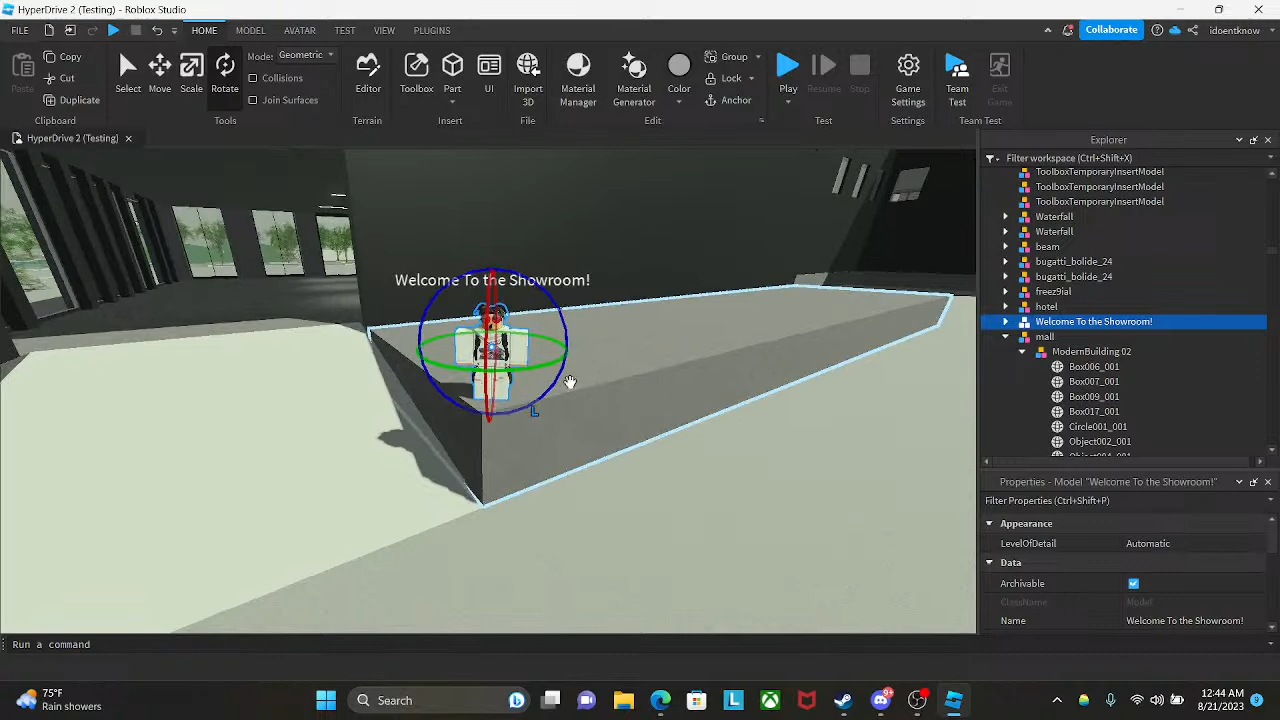 HyperDrive 2 (Testing) - Roblox Studio
FILE HOME MODEL AVATAR TEST VIEW PLUGINS Collaborate idoentknow
Paste Copy Cut Duplicate
Clipboard
Select Move Scale Rotate Mode: Geometric Collisions Join Surfaces
Tools
Editor
Terrain
Toolbox Part UI
Insert
Import 3D
File
Material Manager Material Generator Color Group Lock Anchor
Edit
Play Resume Stop
Test
Game Settings
Settings
Team Test Exit Game
Team Test
HyperDrive 2 (Testing)
Welcome To the Showroom!
L
Explorer
Filter workspace (Ctrl+Shift+X)
ToolboxTemporaryInsertModel
ToolboxTemporaryInsertModel
ToolboxTemporaryInsertModel
Waterfall
Waterfall
beam
bugatti_bolide_24
bugatti_bolide_24
freez9ial
hotel
Welcome To the Showroom!
mall
ModernBuilding 02
Box006_001
Box007_001
Box009_001
Box017_001
Circle001_001
Object002_001
Properties - Model "Welcome To the Showroom!"
Filter Properties (Ctrl+Shift+P)
Appearance
LevelOfDetail Automatic
Data
Archivable
ClassName Model
Name Welcome To the Showroom!
Run a command
75°F
Rain showers
Search
9+
12:44 AM
8/21/2023
9